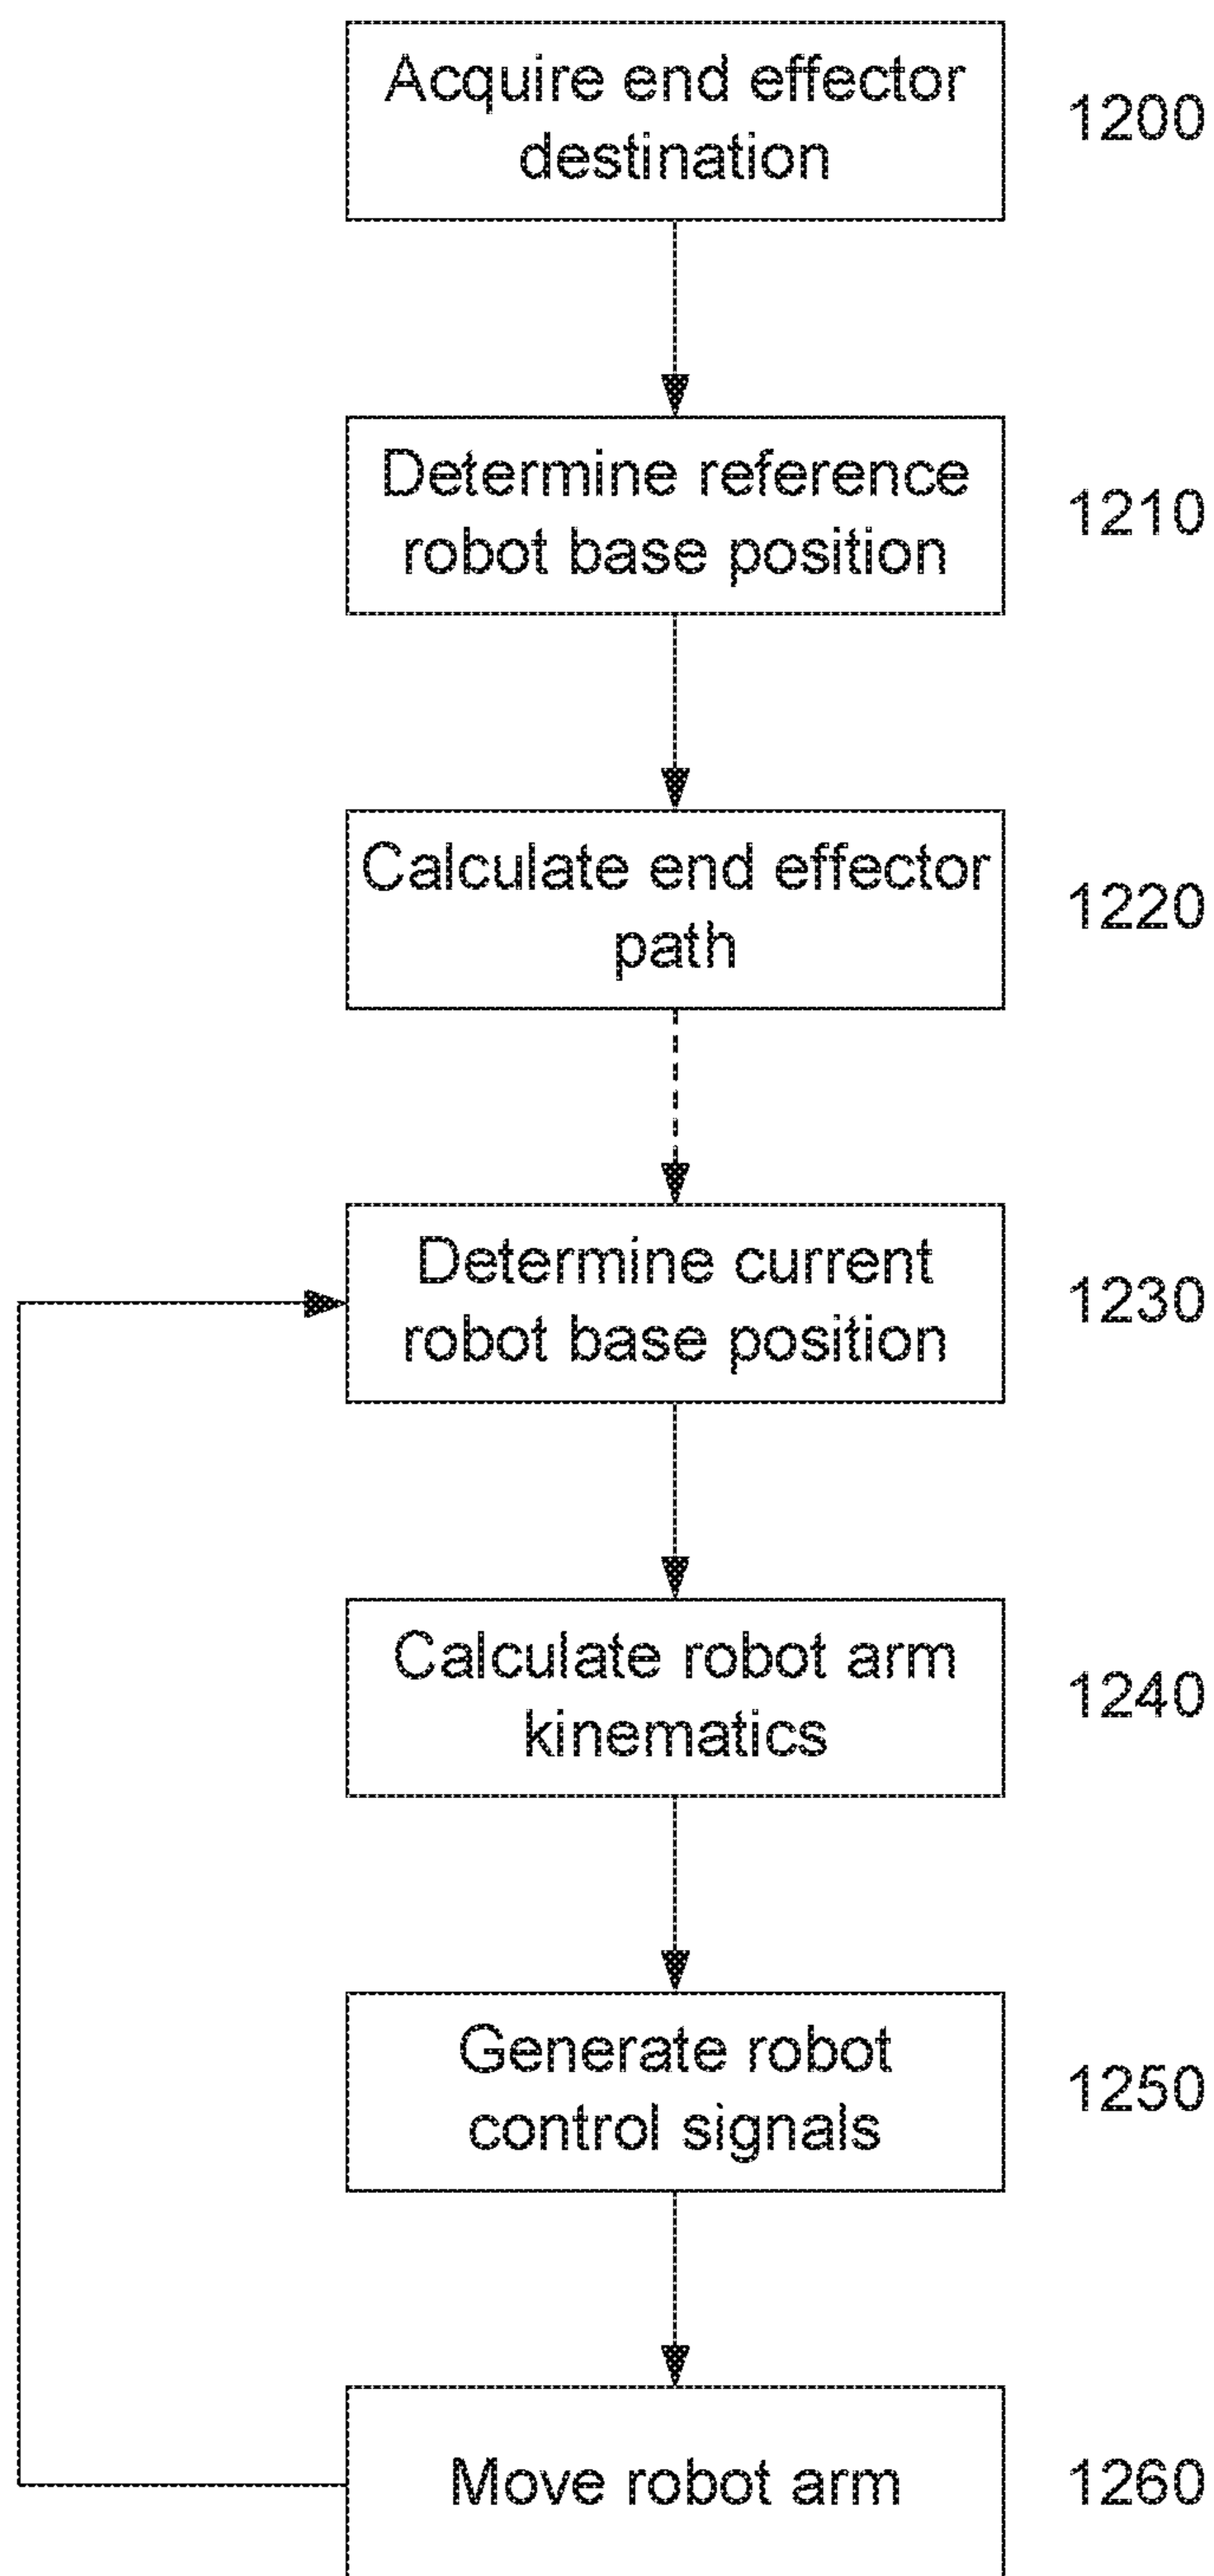 Acquire end effector
destination
1200
Determine reference
robot base position
1210
Calculate end effector
path
1220
Determine current
robot base position
1230
Calculate robot arm
kinematics
1240
Generate robot
control signals
1250
Move robot arm
1260